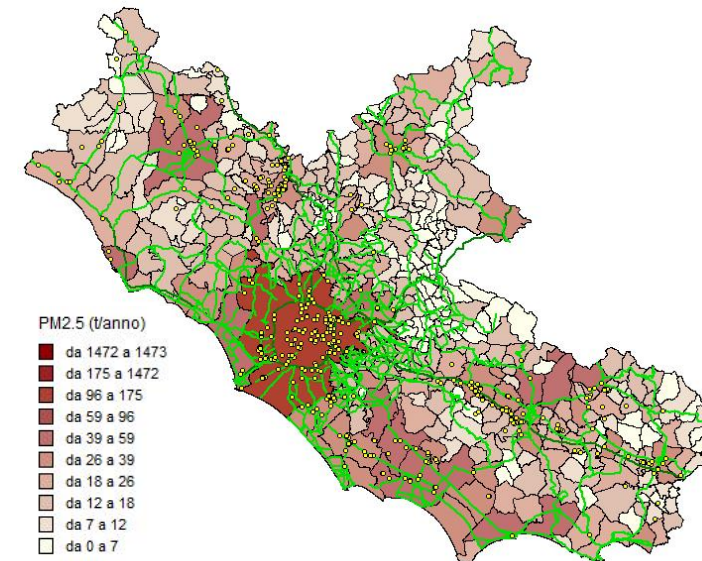 PM2.5 (t/anno)
da 1472 a 1473
da 175 a 1472
da 96 a 175
da 59 a 96
da 39 a 59
da 26 a 39
da 18 a 26
da 12 a 18
da 7 a 12
da 0 a 7